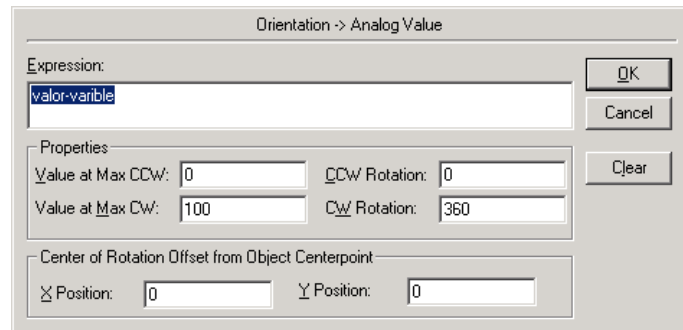 Orientation -> Analog Value
Expression:
valor-varible
OK
Cancel
Clear
Properties
Value at Max CCW: 0 CCW Rotation: 0
Value at Max CW: 100 CW Rotation: 360
Center of Rotation Offset from Object Centerpoint
X Position: 0 Y Position: 0